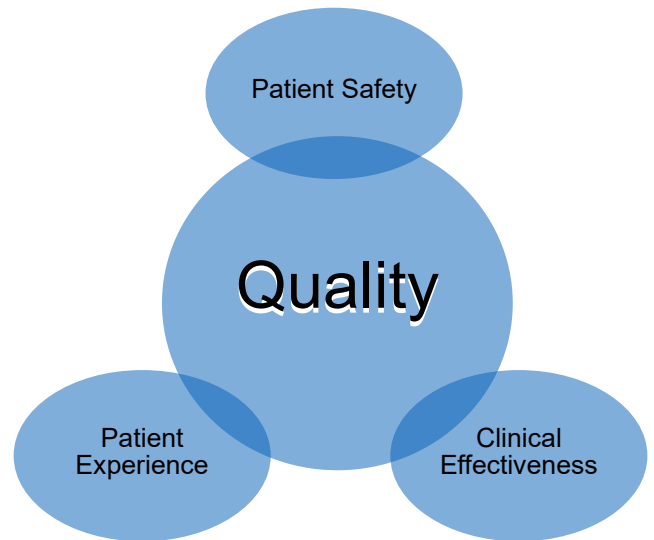 Patient Safety
Quality
Patient
Experience
Clinical
Effectiveness